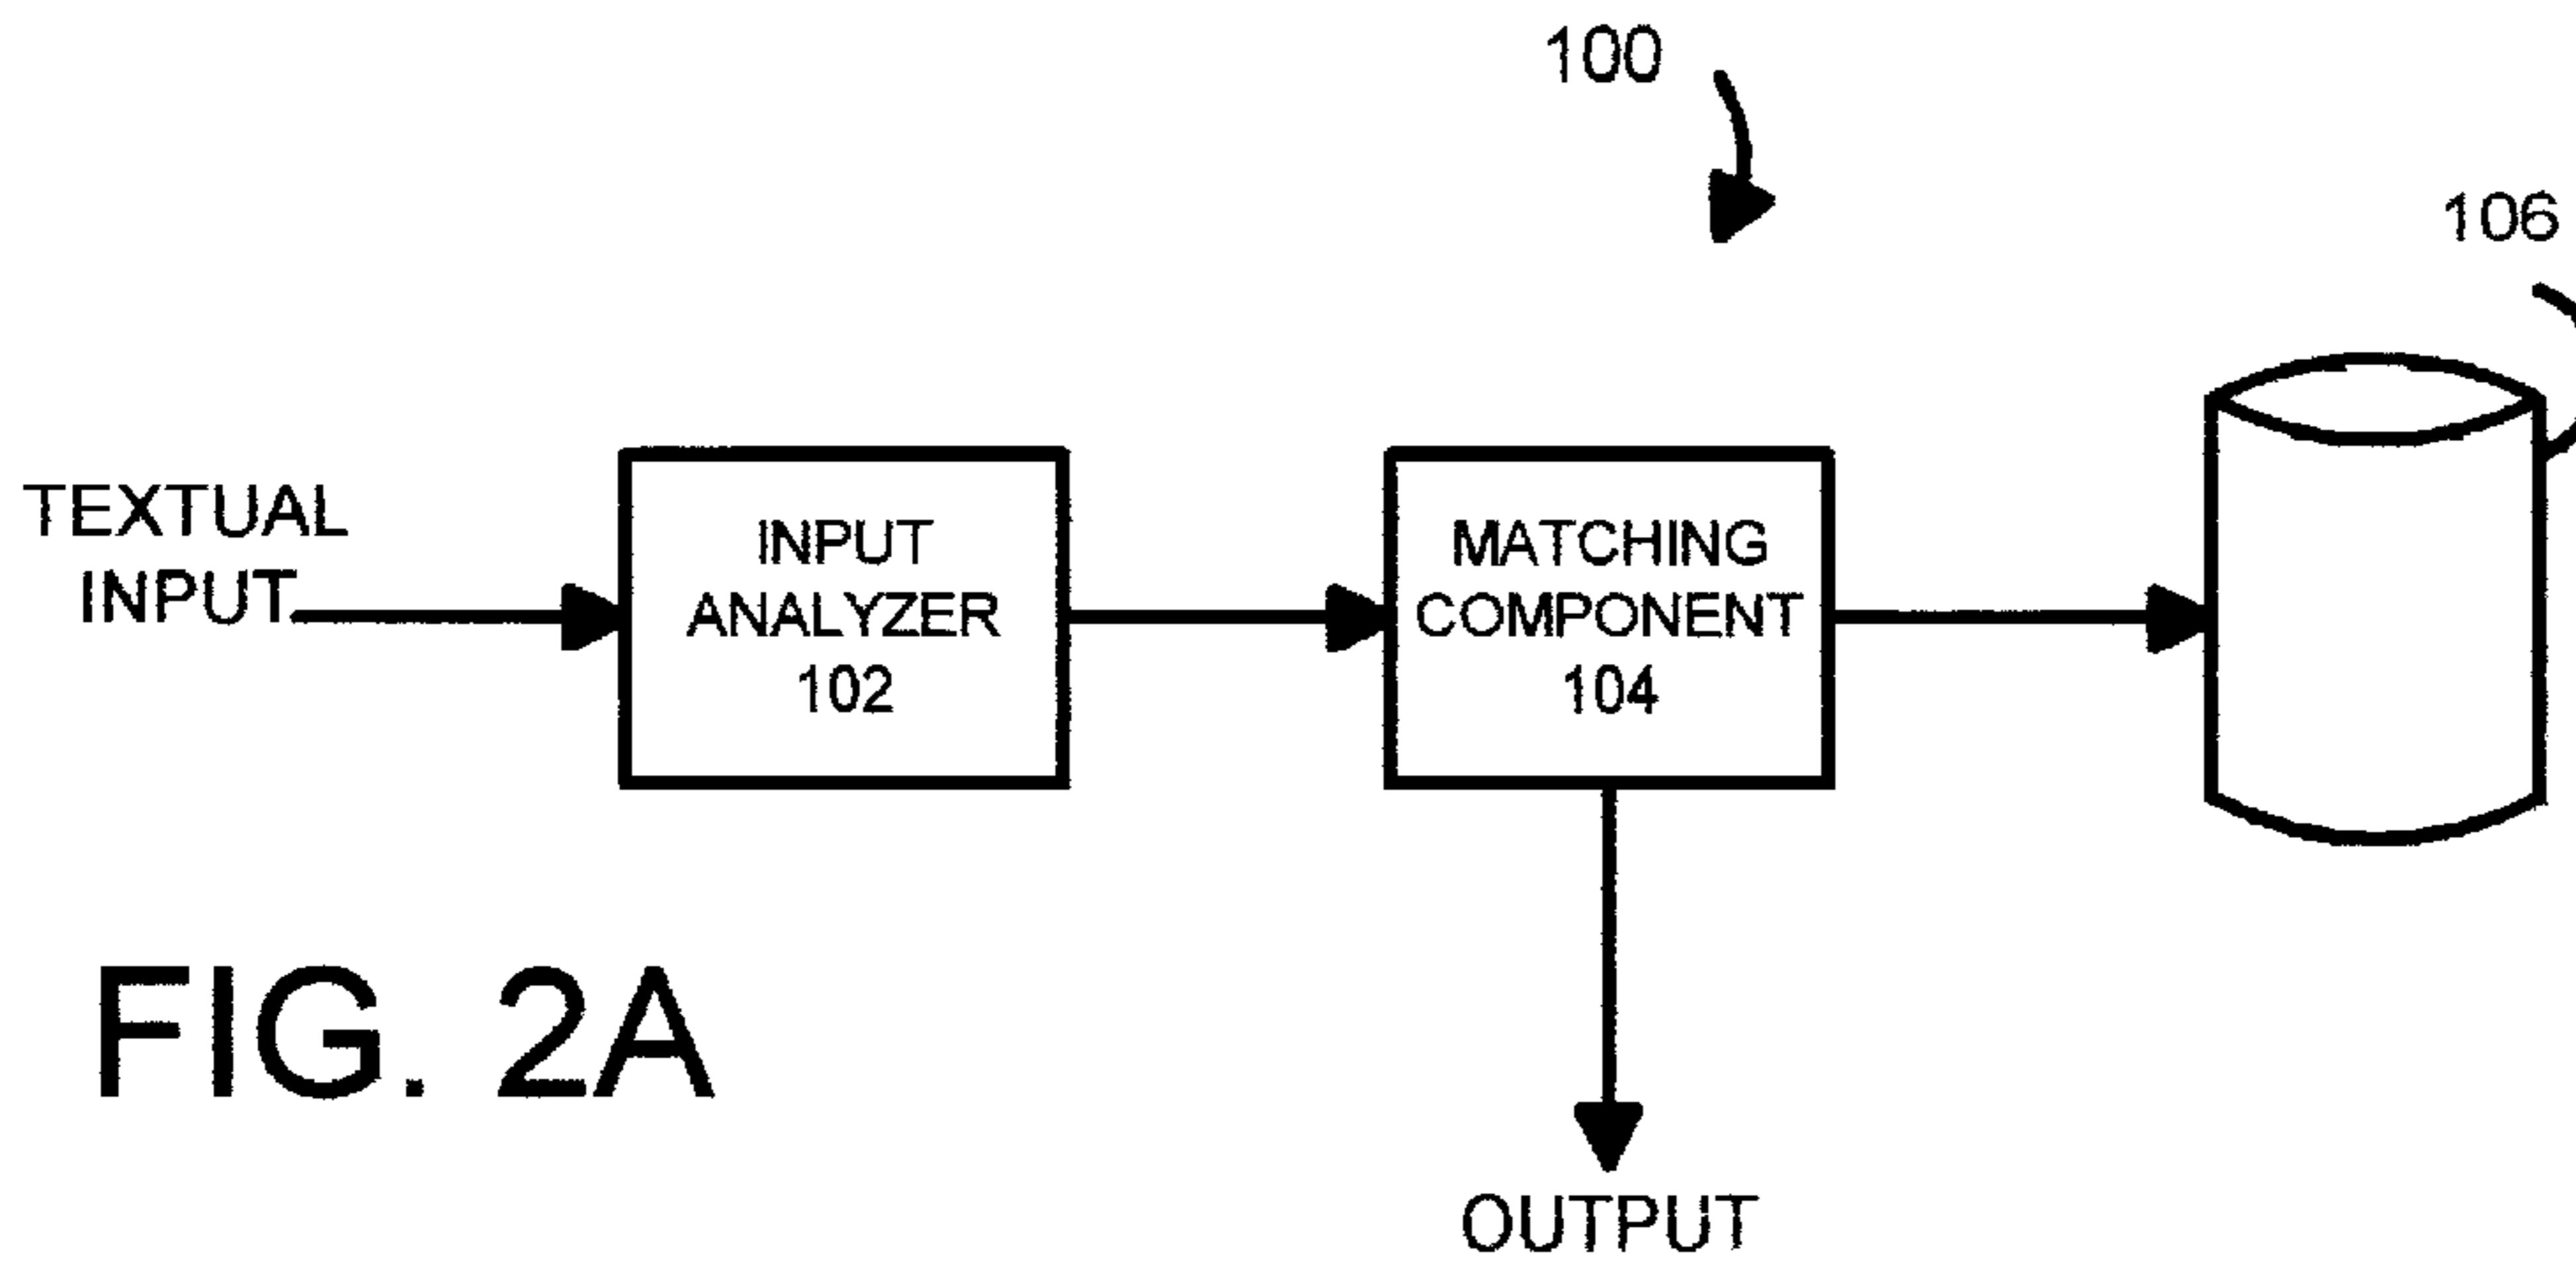 100
106
TEXTUAL
INPUT
INPUT
ANALYZER
102
MATCHING
COMPONENT
104
FIG. 2A
OUTPUT